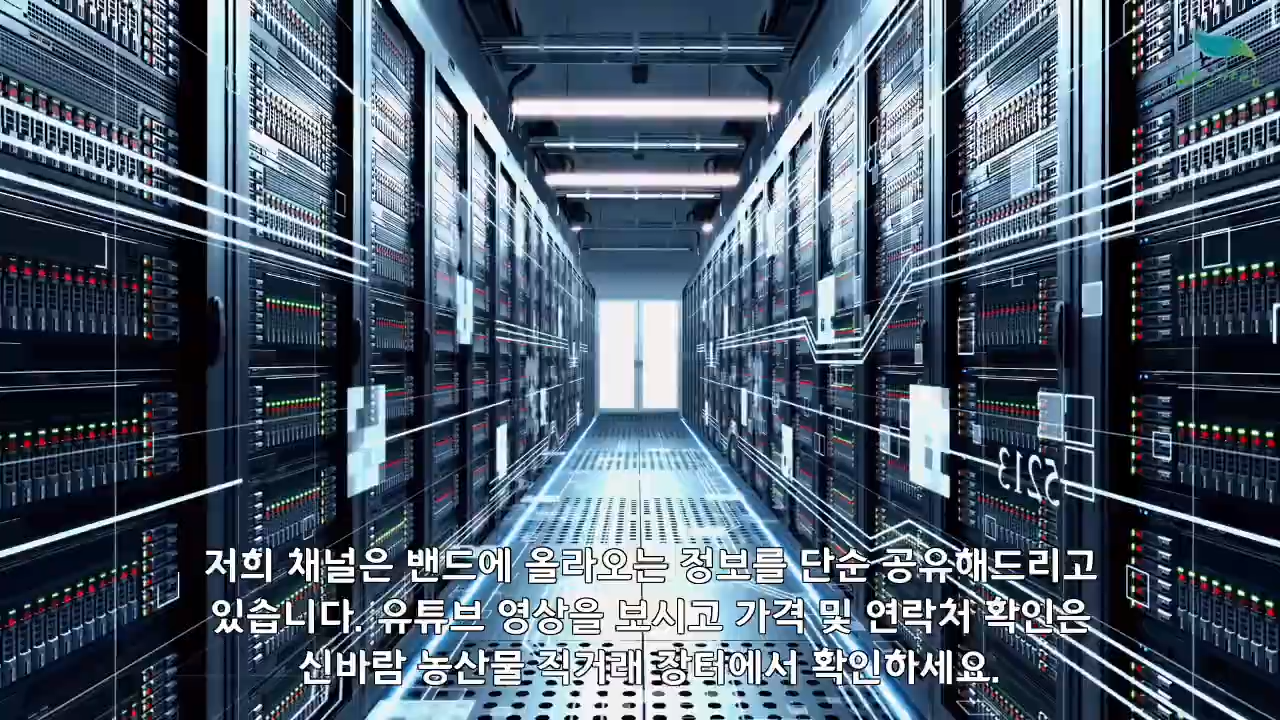 저희 채널은 밴드에 올라오는 정보를 단순 공유해드리고
있습니다. 유튜브 영상을 보시고 가격 및 연락처 확인은
신바람 농산물 직거래 장터에서 확인하세요.
5213